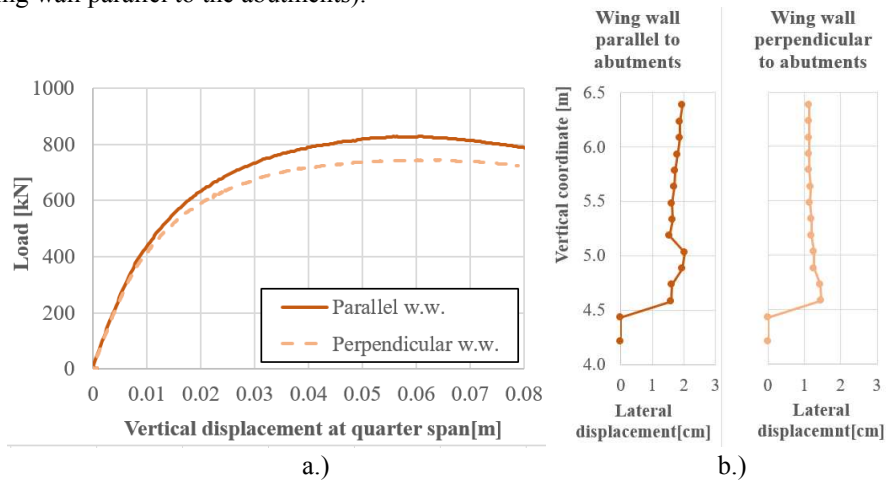 ng wall parallel to the abutments).
1000
800
600
400
200
0
Load [kN]
0 0.01 0.02 0.03 0.04 0.05 0.06 0.07 0.08
Vertical displacement at quarter span[m]
Parallel w.w.
Perpendicular w.w.
a.)
Wing wall
parallel to
abutments
Vertical coordinate [m]
6.5
6.0
5.5
5.0
4.5
4.0
0 1 2 3
Lateral
displacement[cm]
Wing wall
perpendicular
to abutments
0 1 2 3
Lateral
displacemnt[cm]
b.)